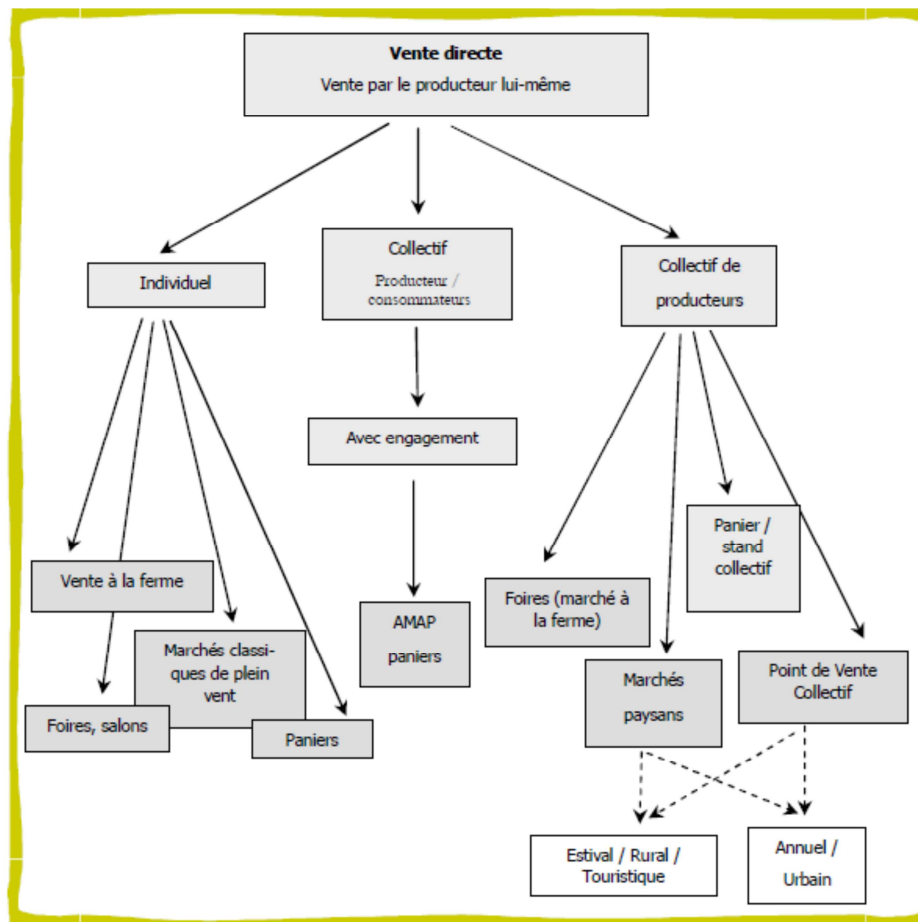 Vente directe
Vente par le producteur lui-même
Individuel
Collectif
Producteur /
consommateurs
Collectif de
producteurs
Avec engagement
Vente à la ferme
Marchés classi-
ques de plein
vent
Foires, salons
Paniers
AMAP
paniers
Foires (marché à
la ferme)
Panier /
stand
collectif
Marchés
paysans
Point de Vente
Collectif
Estival / Rural /
Touristique
Annuel /
Urbain